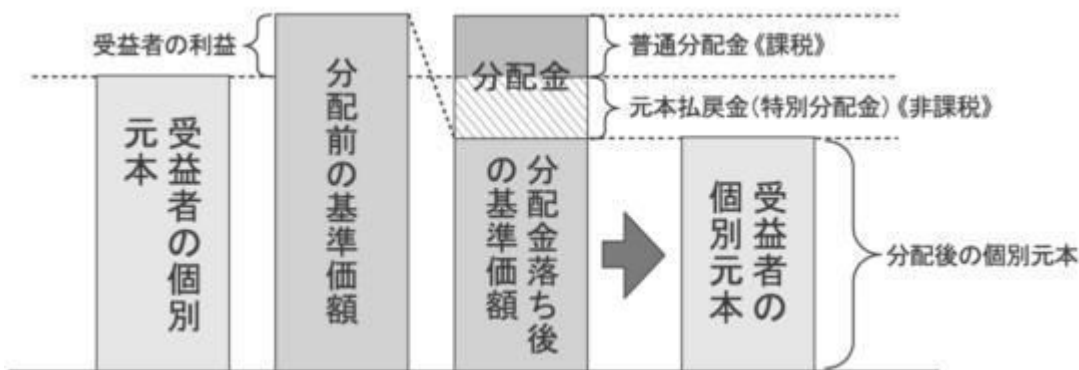 受益者の利益
受益者の個別
元本
分配前の基準価額
分配金
分配金落ち後
の基準価額
普通分配金《課税》
元本払戻金(特別分配金)《非課税》
受益者の
個別元本
分配後の個別元本